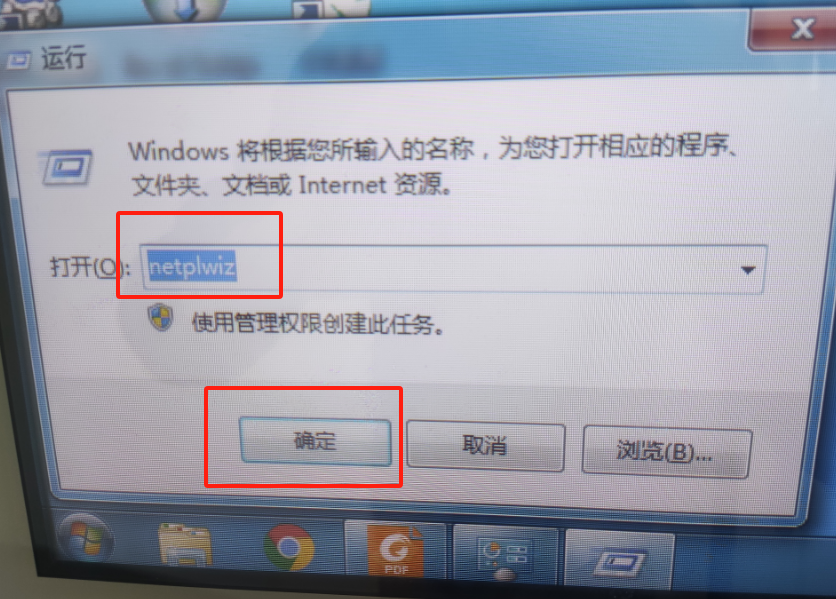 运行
Windows 将根据您所输入的名称，为您打开相应的程序、
文件夹、文档或 Internet 资源。
打开(O):
netplwiz
使用管理权限创建此任务。
确定
取消
浏览(B)...
PDF